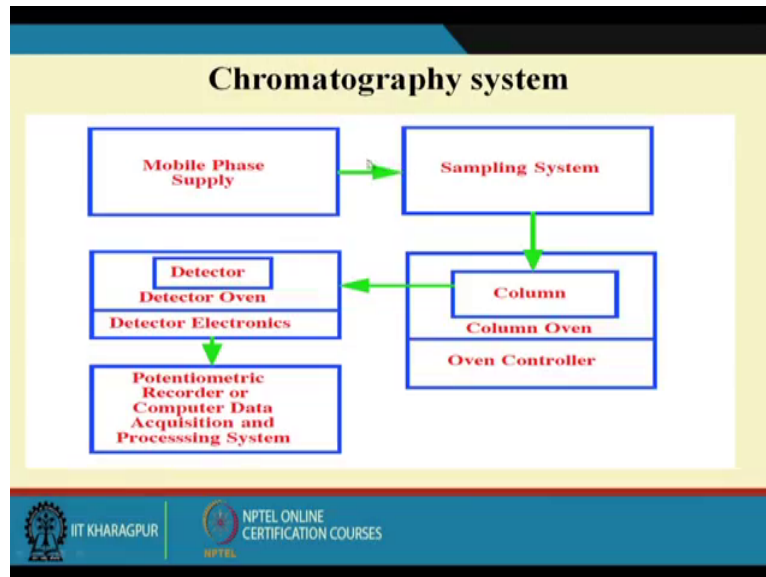 Chromatography system
Mobile Phase
Supply
Sampling System
Detector
Detector Oven
Detector Electronics
Column
Column Oven
Oven Controller
Potentiometric
Recorder or
Computer Data
Acquisition and
Processsing System
IIT KHARAGPUR
NPTEL ONLINE
CERTIFICATION COURSES
NPTEL